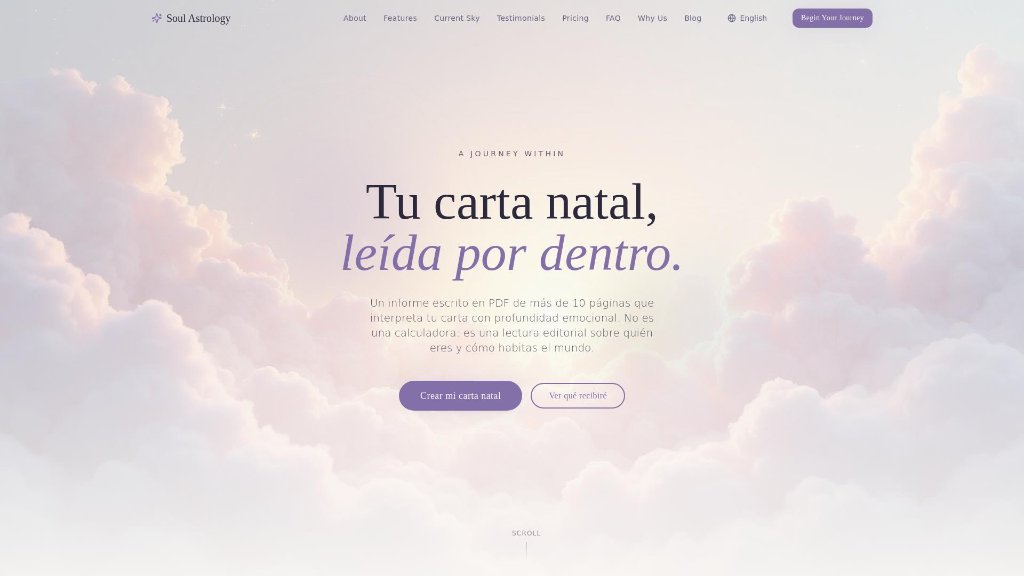 Soul Astrology
About
Features
Current Sky
Testimonials
Pricing
FAQ
Why Us
Blog
English
Begin Your Journey
A JOURNEY WITHIN
Tu carta natal,
leída por dentro.
Un informe escrito en PDF de más de 10 páginas que
interpreta tu carta con profundidad emocional. No es
una calculadora: es una lectura editorial sobre quién
eres y cómo habitas el mundo.
Crear mi carta natal
Ver qué recibiré
SCROLL